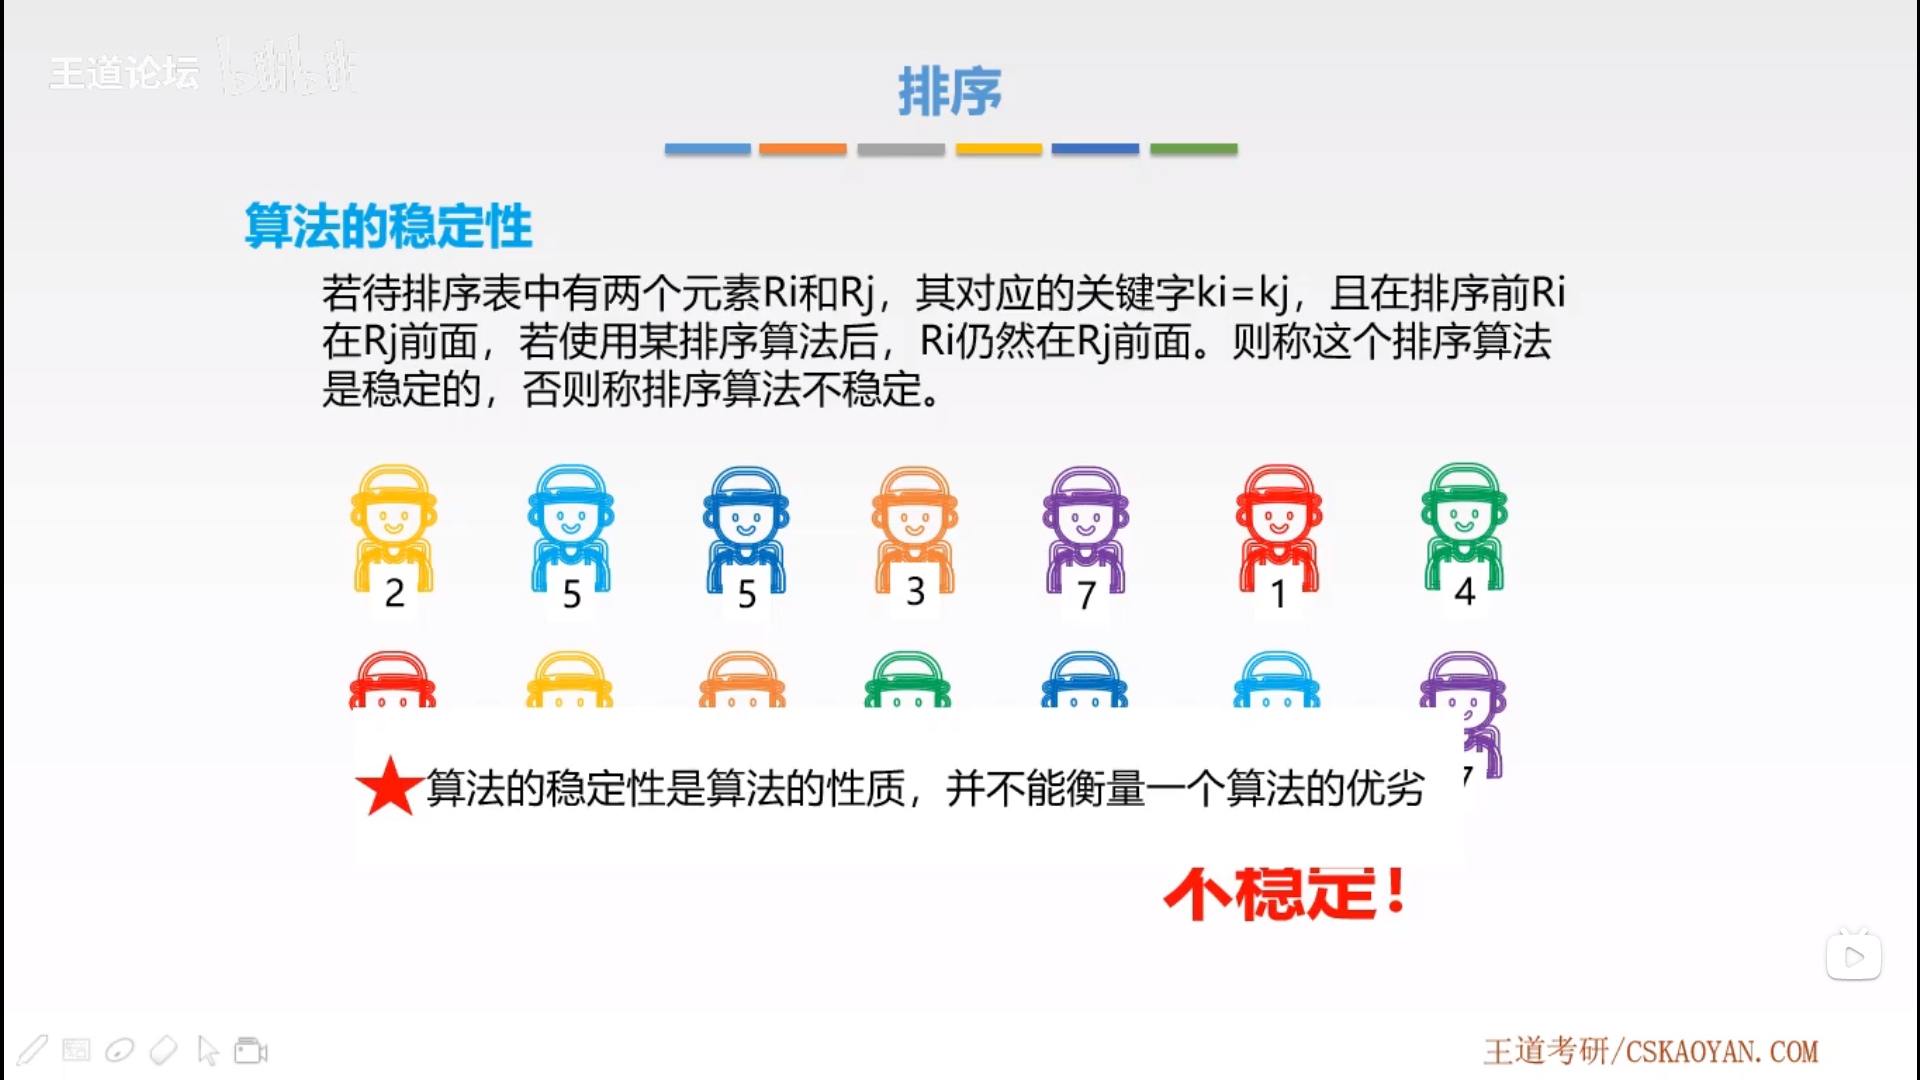 王道论坛 bilibili
排序
算法的稳定性
若待排序表中有两个元素Ri和Rj，其对应的关键字ki=kj，且在排序前Ri
在Rj前面，若使用某排序算法后，Ri仍然在Rj前面。则称这个排序算法
是稳定的，否则称排序算法不稳定。
2 5 5 3 7 1 4
★算法的稳定性是算法的性质，并不能衡量一个算法的优劣
7
不稳定！
王道考研/CSKAOYAN.COM